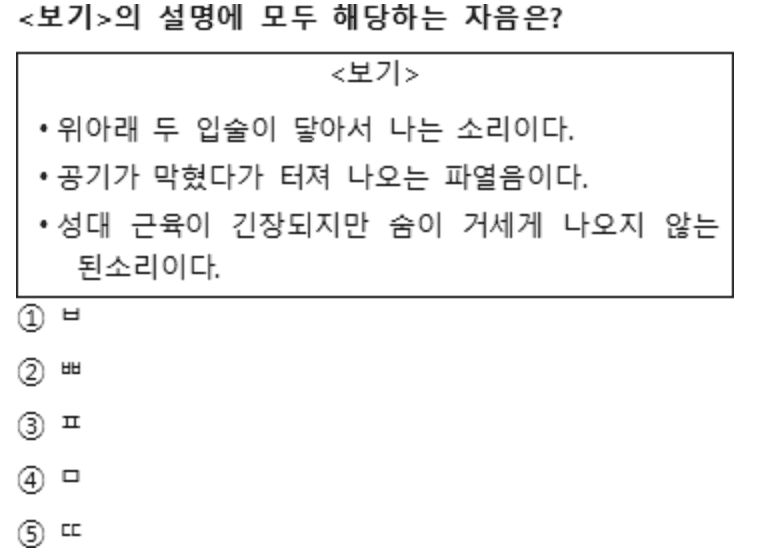 <보기>의 설명에 모두 해당하는 자음은?
<보기>
• 위아래 두 입술이 닿아서 나는 소리이다.
• 공기가 막혔다가 터져 나오는 파열음이다.
• 성대 근육이 긴장되지만 숨이 거세게 나오지 않는
된소리이다.
① ㅂ
② ㅃ
③ ㅍ
④ ㅁ
⑤ ㄸ